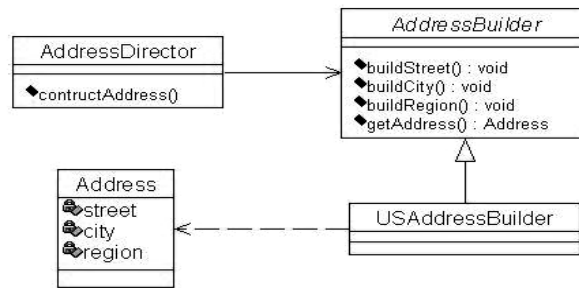 AddressDirector
contructAddress()
AddressBuilder
buildStreet() : void
buildCity() : void
buildRegion() : void
getAddress() : Address
Address
street
city
region
USAddressBuilder